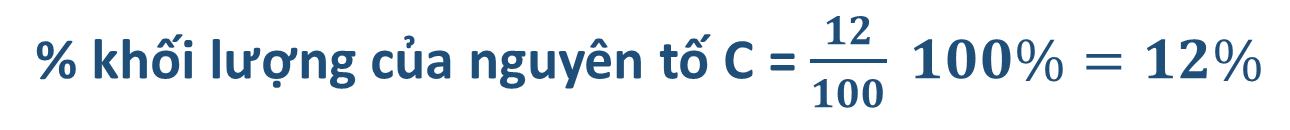 % khối lượng của nguyên tố C = 12/100 100% = 12%